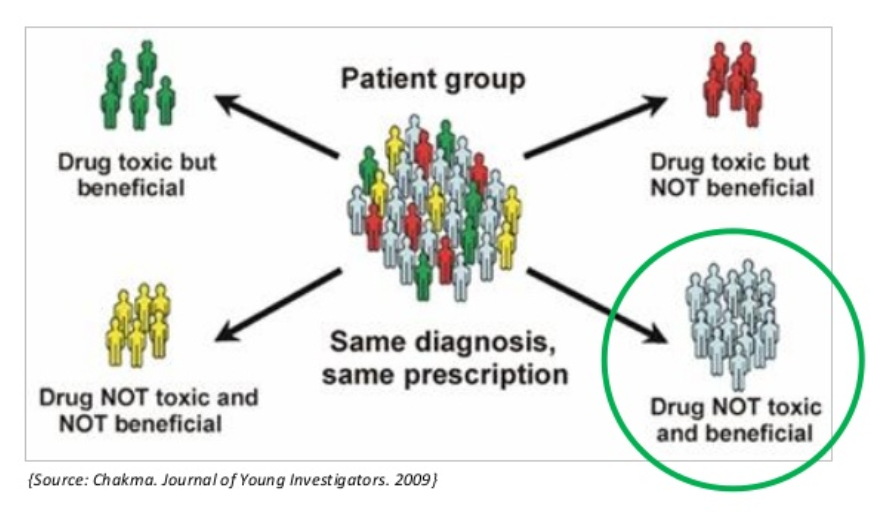 Patient group
Drug toxic but
beneficial
Drug toxic but
NOT beneficial
Same diagnosis,
same prescription
Drug NOT toxic and
NOT beneficial
Drug NOT toxic
and beneficial
{Source: Chakma. Journal of Young Investigators. 2009}